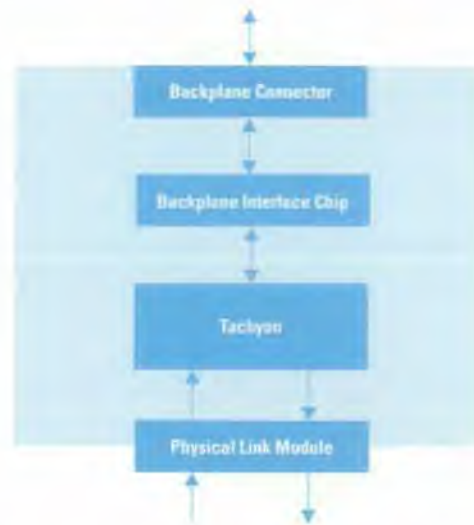 Backplane Connector
Backplane Interface Chip
Tachyon
Physical Link Module